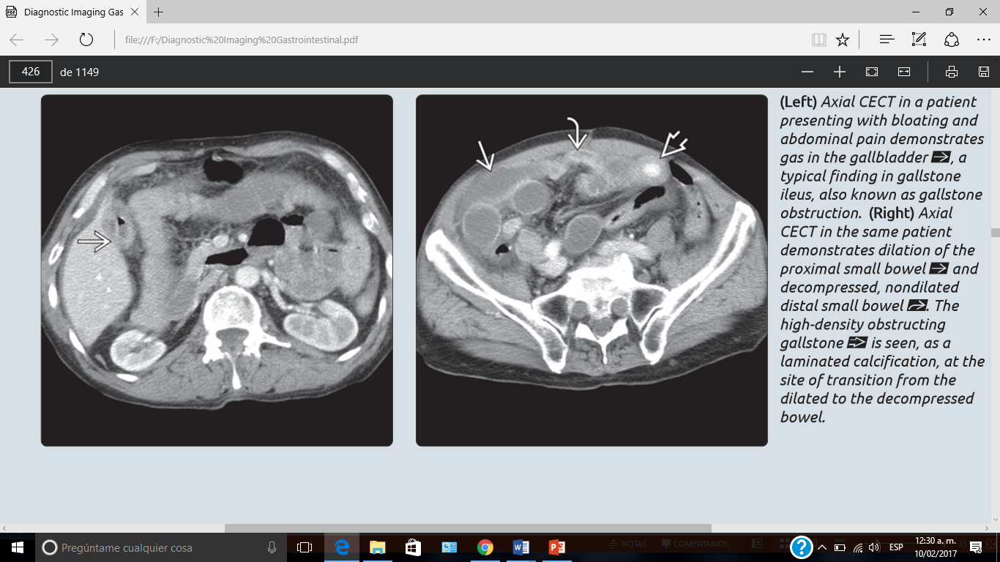 Diagnostic Imaging Gas
file:///F:/Diagnostic%20Imaging%20Gastrointestinal.pdf
426 de 1149
(Left) Axial CECT in a patient
presenting with bloating and
abdominal pain demonstrates
gas in the gallbladder, a
typical finding in gallstone
ileus, also known as gallstone
obstruction. (Right) Axial
CECT in the same patient
demonstrates dilation of the
proximal small bowel and
decompressed, nondilated
distal small bowel. The
high-density obstructing
gallstone is seen, as a
laminated calcification, at the
site of transition from the
dilated to the decompressed
bowel.
Pregúntame cualquier cosa
NOTAS
COMENTARIOS
ESP
12:30 a. m.
10/02/2017